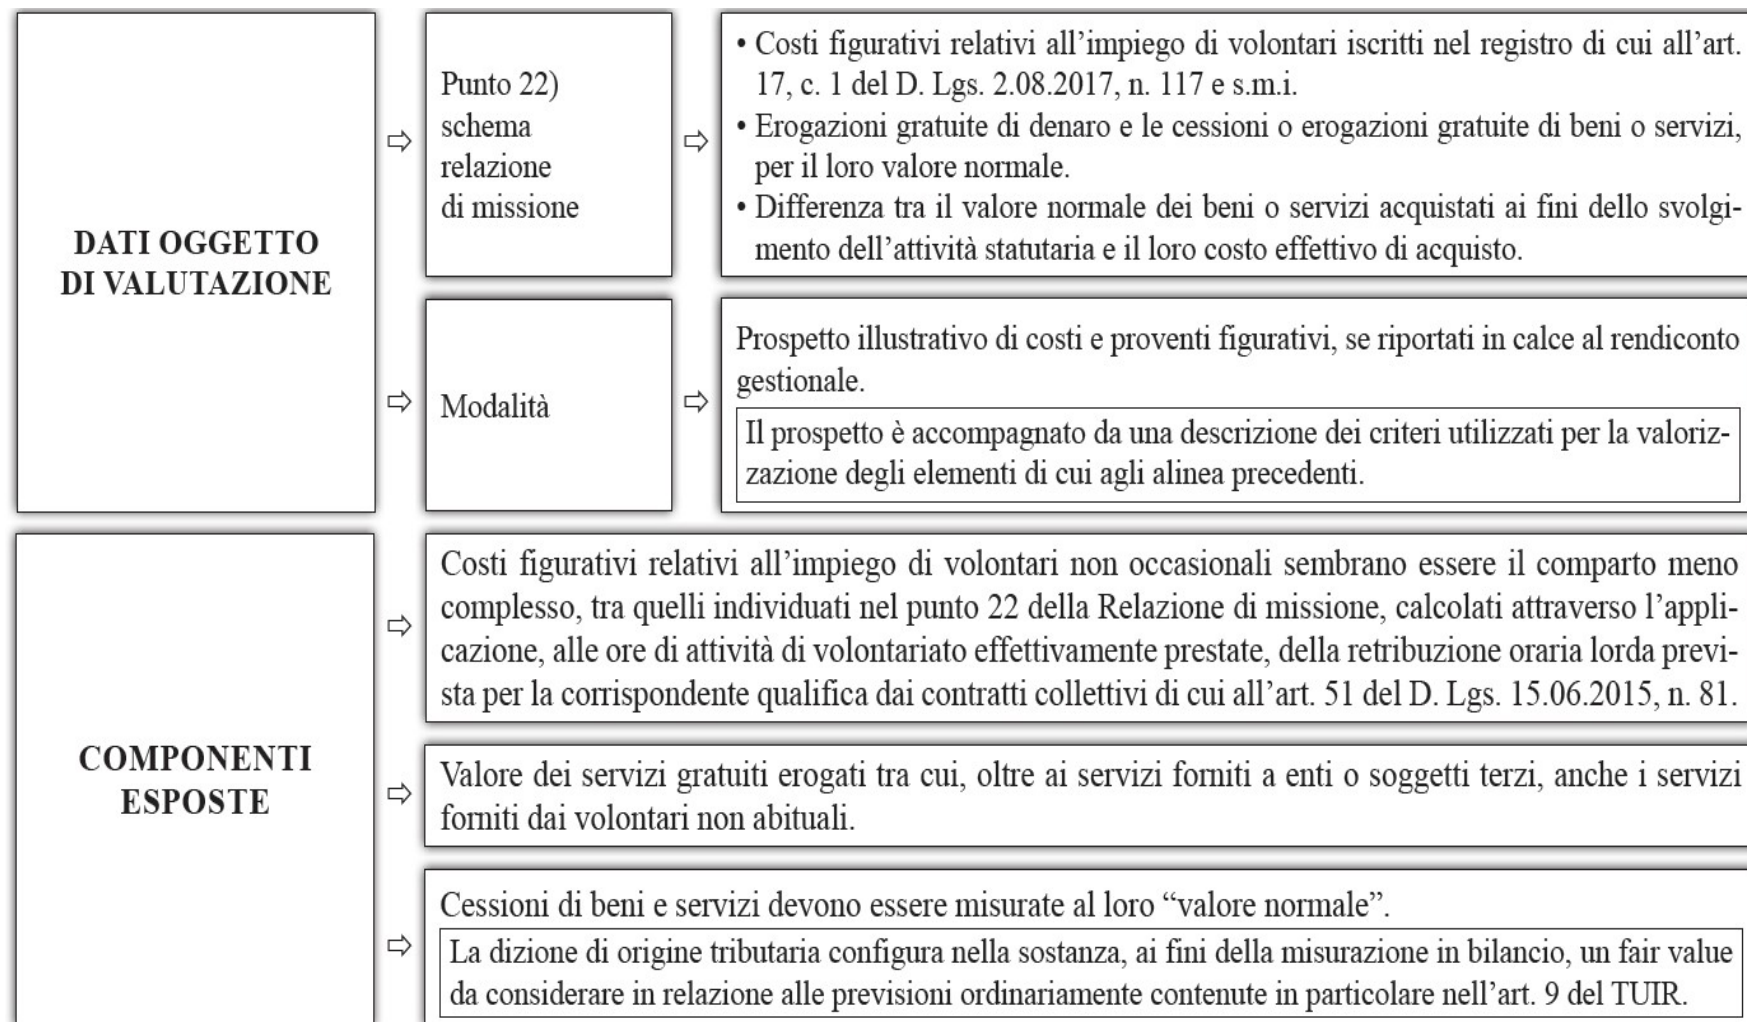 DATI OGGETTO
DI VALUTAZIONE
⇨
Punto 22)
schema
relazione
di missione
⇨
• Costi figurativi relativi all’impiego di volontari iscritti nel registro di cui all’art.
17, c. 1 del D. Lgs. 2.08.2017, n. 117 e s.m.i.
• Erogazioni gratuite di denaro e le cessioni o erogazioni gratuite di beni o servizi,
per il loro valore normale.
• Differenza tra il valore normale dei beni o servizi acquistati ai fini dello svolgi-
mento dell’attività statutaria e il loro costo effettivo di acquisto.
⇨
Modalità
⇨
Prospetto illustrativo di costi e proventi figurativi, se riportati in calce al rendiconto
gestionale.
Il prospetto è accompagnato da una descrizione dei criteri utilizzati per la valoriz-
zazione degli elementi di cui agli alinea precedenti.
COMPONENTI
ESPOSTE
⇨
Costi figurativi relativi all’impiego di volontari non occasionali sembrano essere il comparto meno
complesso, tra quelli individuati nel punto 22 della Relazione di missione, calcolati attraverso l’appli-
cazione, alle ore di attività di volontariato effettivamente prestate, della retribuzione oraria lorda previ-
sta per la corrispondente qualifica dai contratti collettivi di cui all’art. 51 del D. Lgs. 15.06.2015, n. 81.
⇨
Valore dei servizi gratuiti erogati tra cui, oltre ai servizi forniti a enti o soggetti terzi, anche i servizi
forniti dai volontari non abituali.
⇨
Cessioni di beni e servizi devono essere misurate al loro “valore normale”.
La dizione di origine tributaria configura nella sostanza, ai fini della misurazione in bilancio, un fair value
da considerare in relazione alle previsioni ordinariamente contenute in particolare nell’art. 9 del TUIR.